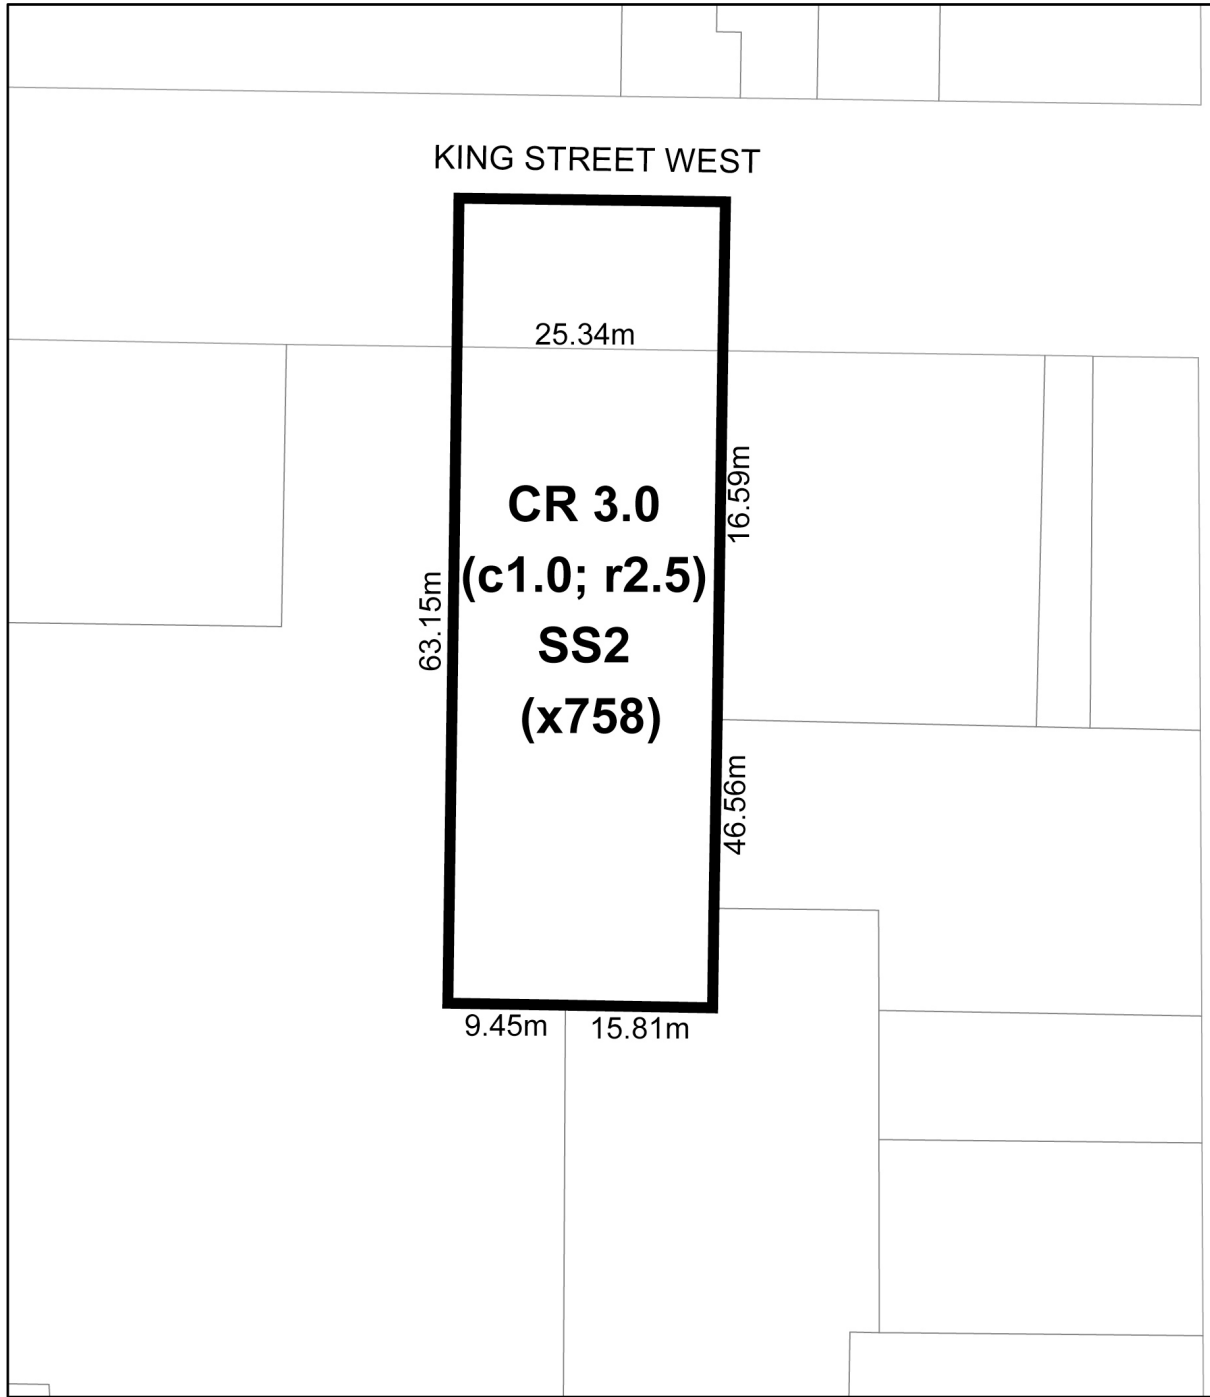 KING STREET WEST
25.34m
16.59m
CR 3.0
(c1.0; r2.5)
SS2
(x758)
63.15m
46.56m
9.45m
15.81m